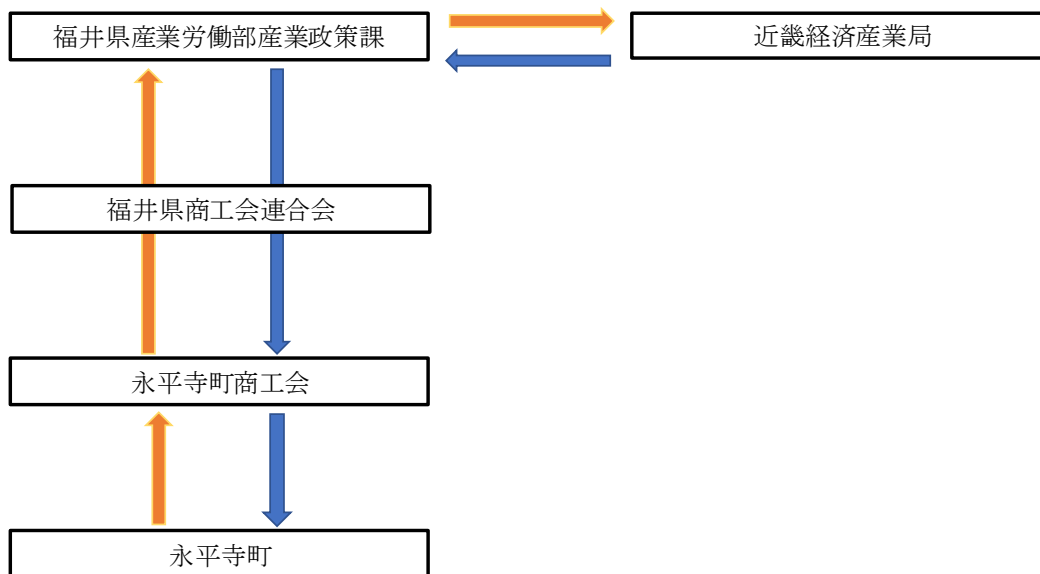 福井県産業労働部産業政策課
近畿経済産業局
福井県商工会連合会
永平寺町商工会
永平寺町